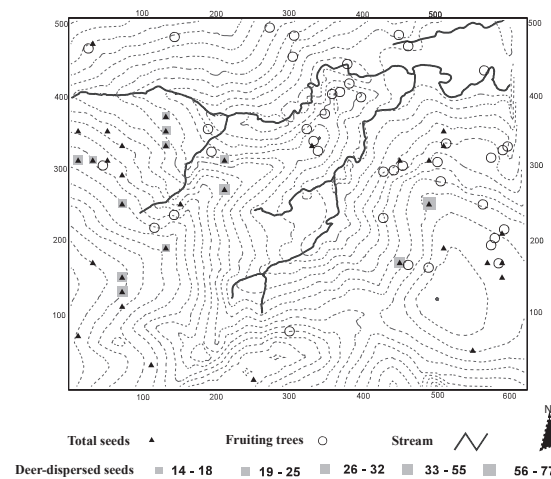 100 200 300 400 500 500 600
500 500
400 400
300 300
200 200
100 100
100 200 300 400 500 600
N
Total seeds Fruiting trees Stream
Deer-dispersed seeds 14 - 18 19 - 25 26 - 32 33 - 55 56 - 77